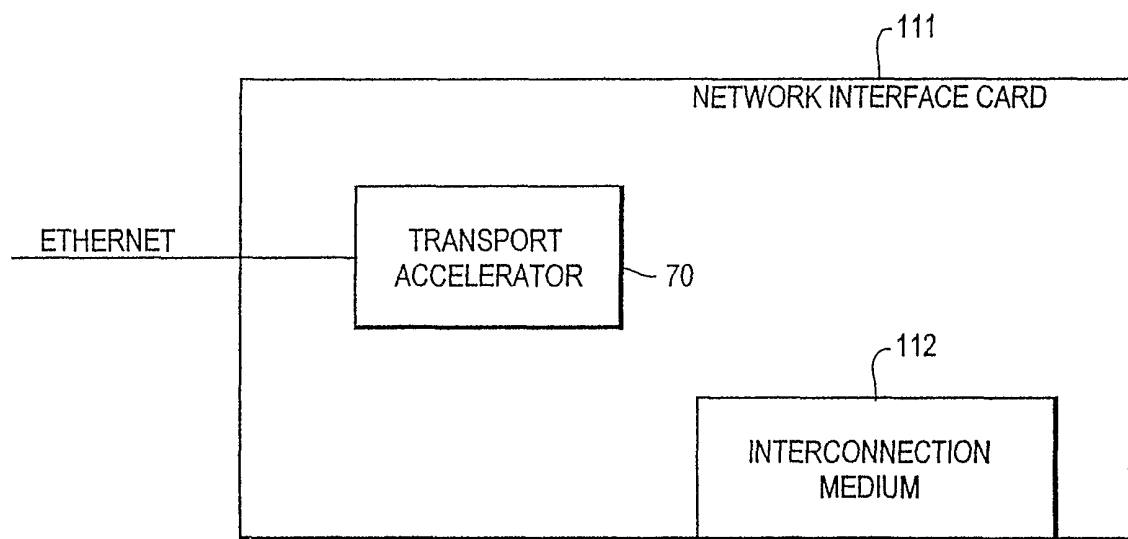 111
NETWORK INTERFACE CARD
ETHERNET
TRANSPORT
ACCELERATOR
70
112
INTERCONNECTION
MEDIUM